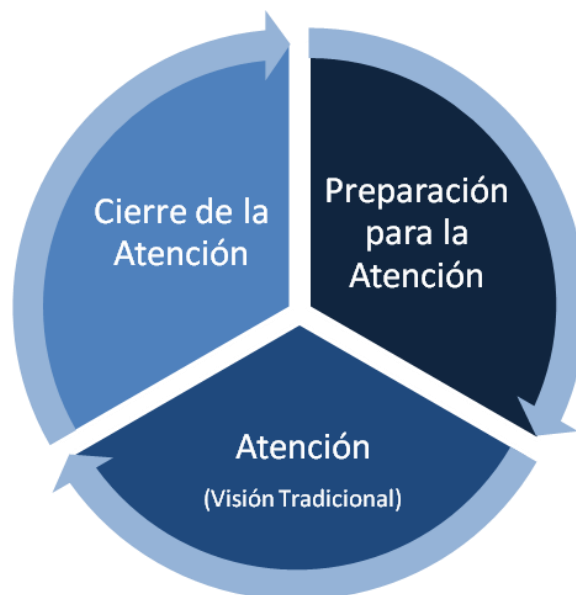 Cierre de la
Atención
Preparación
para la
Atención
Atención
(Visión Tradicional)